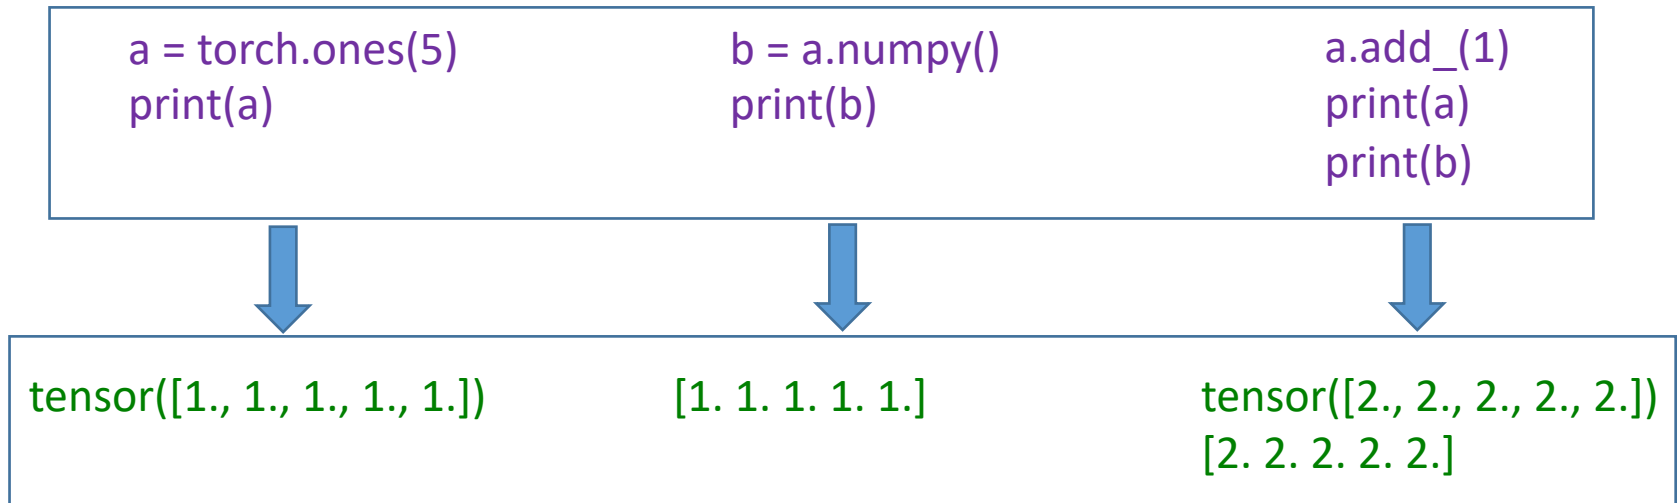 a = torch.ones(5)
print(a)
b = a.numpy()
print(b)
a.add_(1)
print(a)
print(b)
tensor([1., 1., 1., 1., 1.])
[1. 1. 1. 1. 1.]
tensor([2., 2., 2., 2., 2.])
[2. 2. 2. 2. 2.]